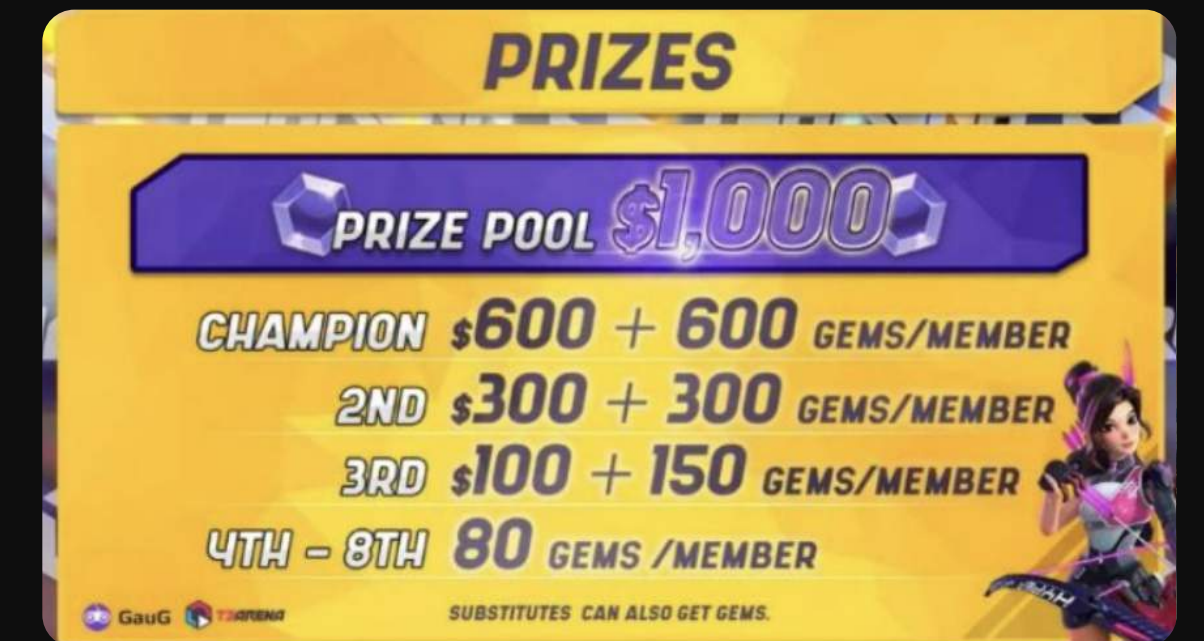 PRIZES
PRIZE POOL $1,000
CHAMPION $600 + 600 GEMS/MEMBER
2ND $300 + 300 GEMS/MEMBER
3RD $100 + 150 GEMS/MEMBER
4TH - 8TH 80 GEMS /MEMBER
GauG T3ARENA SUBSTITUTES CAN ALSO GET GEMS.